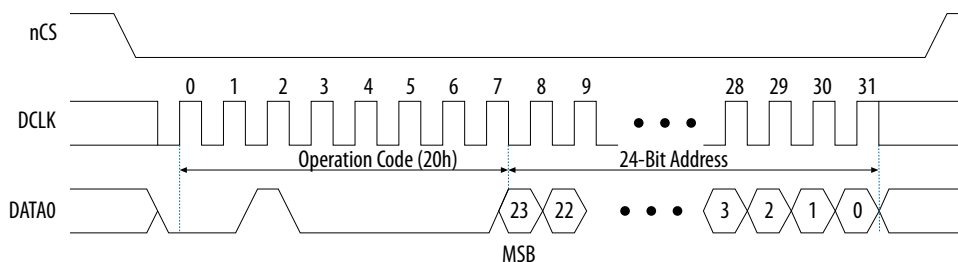 nCS
0 1 2 3 4 5 6 7 8 9 28 29 30 31
DCLK
Operation Code (20h) 24-Bit Address
DATA0 23 22 3 2 1 0
MSB